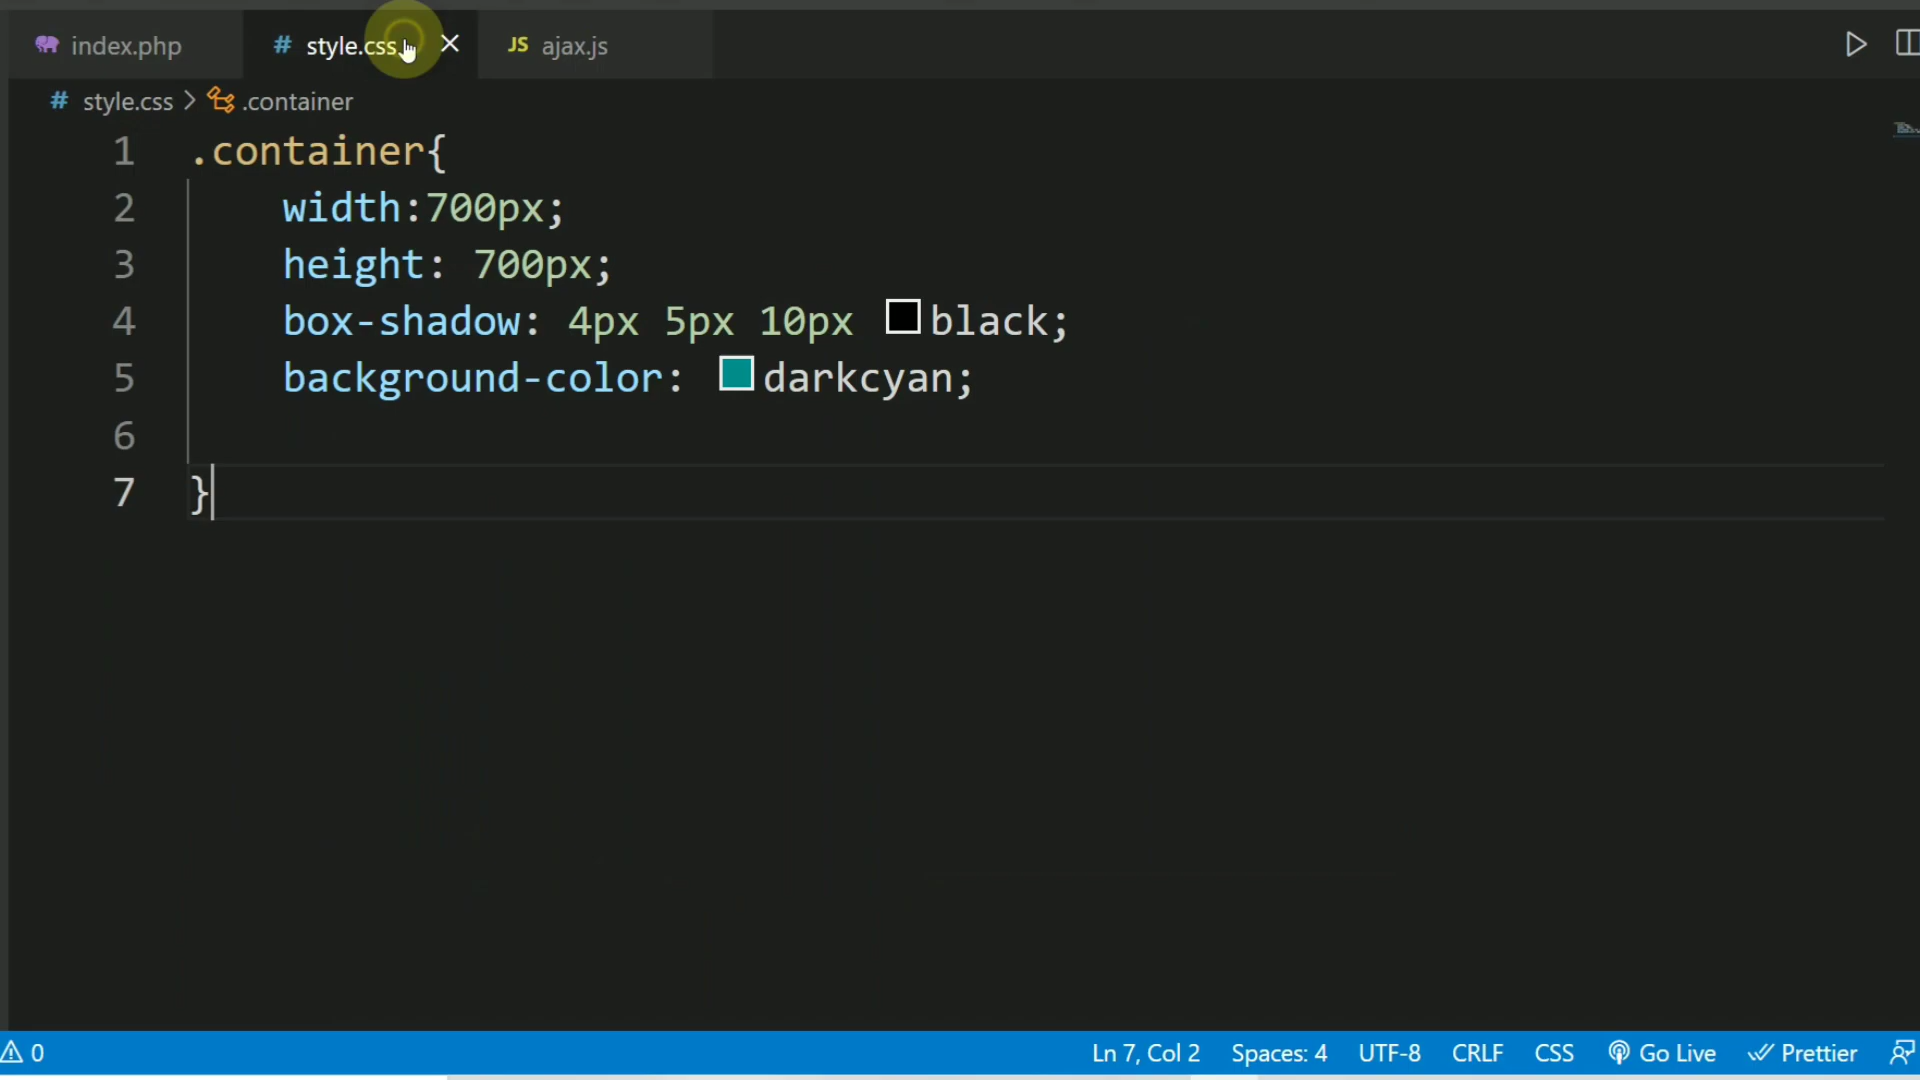 index.php # style.css JS ajax.js
# style.css > .container
1 .container{
2 width:700px;
3 height: 700px;
4 box-shadow: 4px 5px 10px black;
5 background-color: darkcyan;
6
7 }
0 Ln 7, Col 2 Spaces: 4 UTF-8 CRLF CSS Go Live Prettier